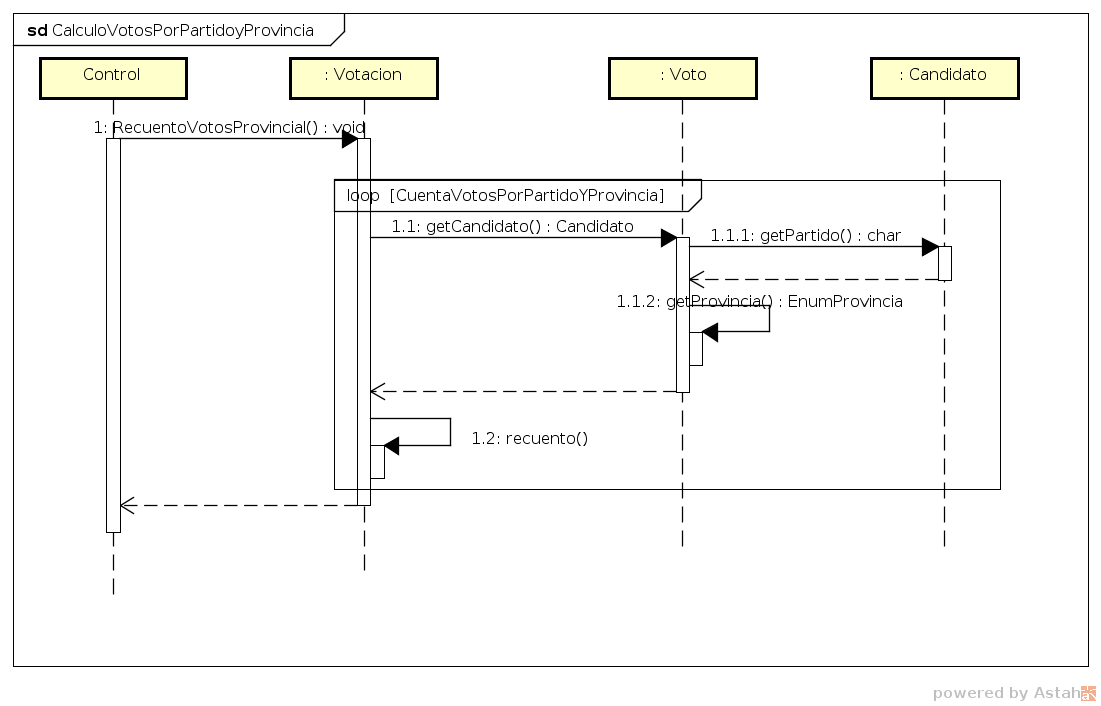 sd CalculoVotosPorPartidoyProvincia
Control
: Votacion
: Voto
: Candidato
1: RecuentoVotosProvincial() : void
loop [CuentaVotosPorPartidoYProvincia]
1.1: getCandidato() : Candidato
1.1.1: getPartido() : char
1.1.2: getProvincia() : EnumProvincia
1.2: recuento()
powered by Astah